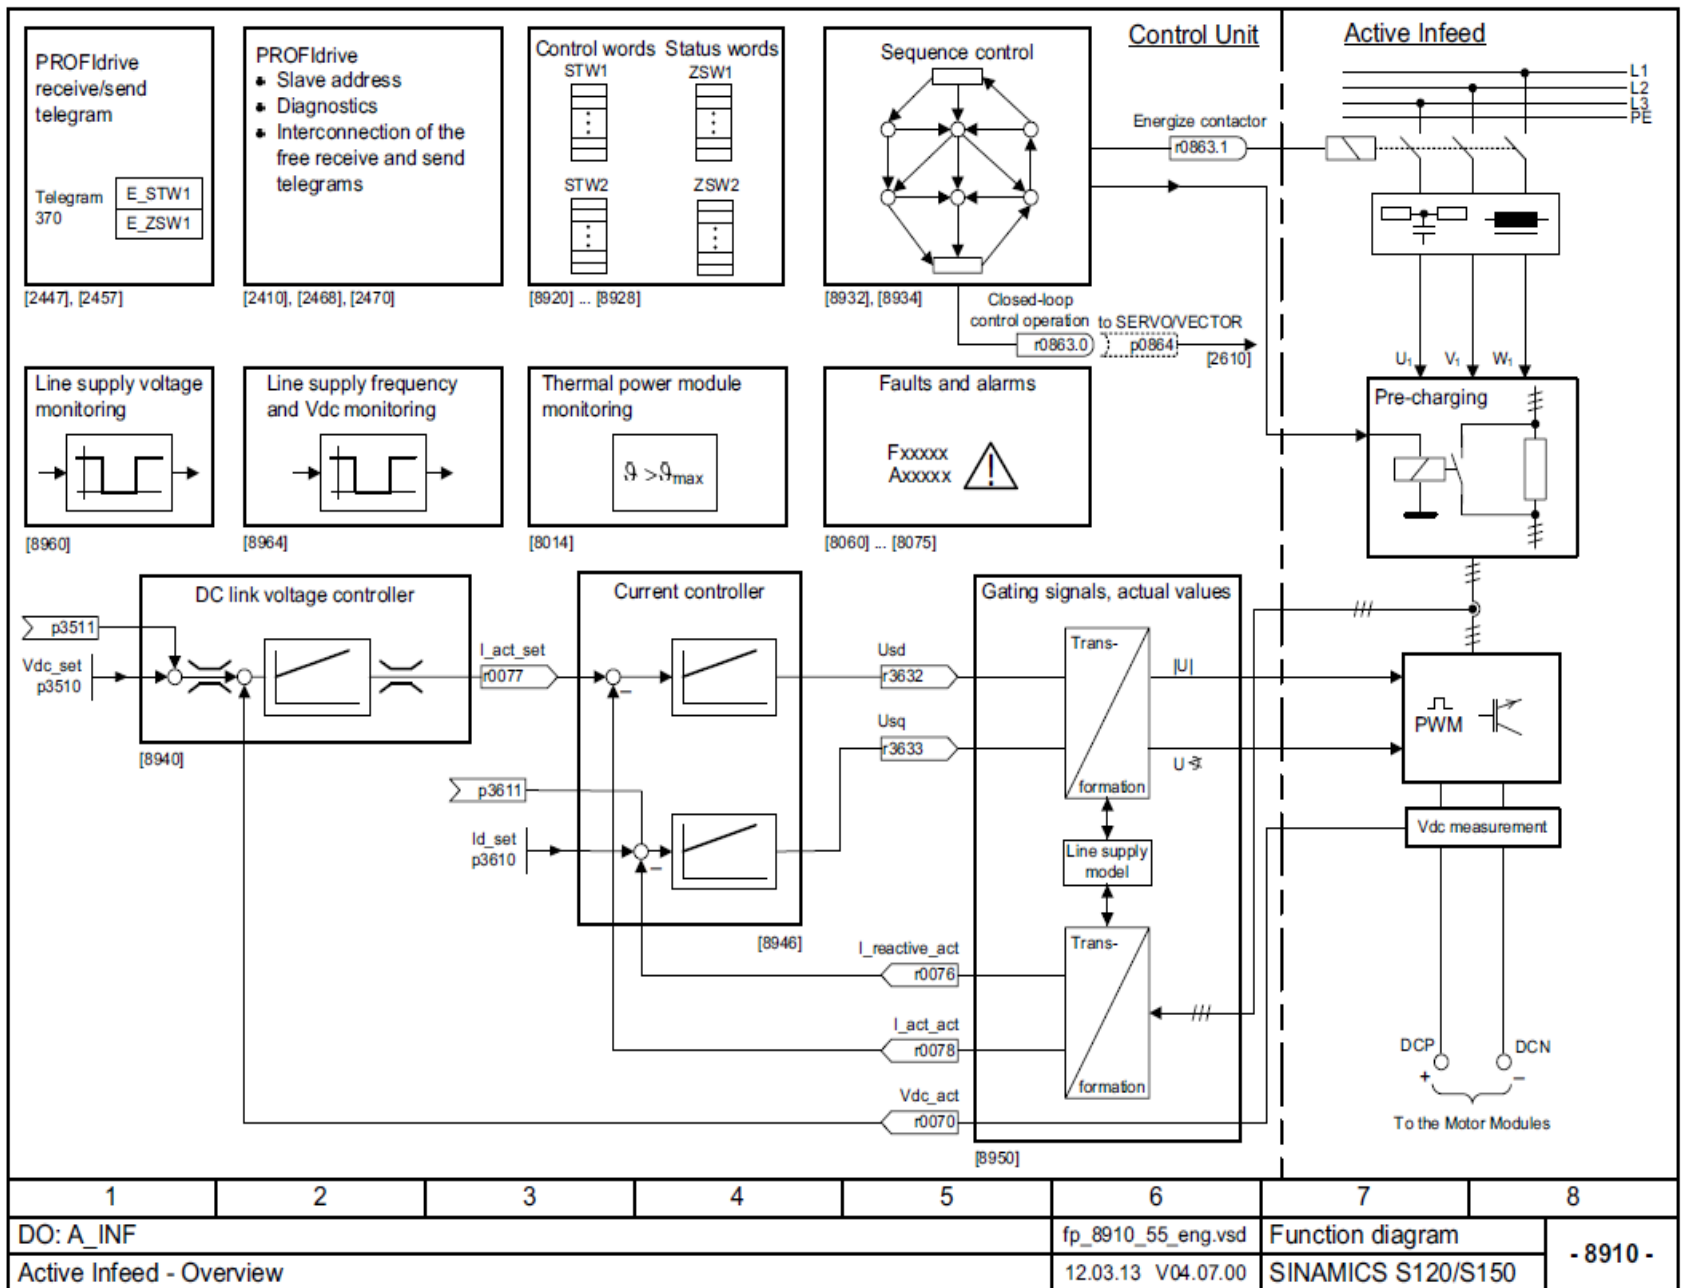 Control Unit
Active Infeed
PROFIdrive
receive/send
telegram
Telegram
370
E_STW1
E_ZSW1
[2447], [2457]
PROFIdrive
Slave address
Diagnostics
Interconnection of the
free receive and send
telegrams
[2410], [2468], [2470]
Control words Status words
STW1
ZSW1
STW2
ZSW2
[8920] ... [8928]
Sequence control
[8932], [8934]
Energize contactor
r0863.1
L1
L2
L3
PE
Closed-loop
control operation
to SERVO/VECTOR
r0863.0
p0864
[2610]
U1
V1
W1
Line supply voltage
monitoring
[8960]
Line supply frequency
and Vdc monitoring
[8964]
Thermal power module
monitoring
ϑ >ϑmax
[8014]
Faults and alarms
Fxxxxx
Axxxxx
!
[8060] ... [8075]
Pre-charging
DC link voltage controller
p3511
Vdc_set
p3510
[8940]
I_act_set
r0077
Current controller
p3611
Id_set
p3610
[8946]
Usd
r3632
Usq
r3633
Gating signals, actual values
Trans-
formation
|U|
U
Line supply
model
Trans-
formation
I_reactive_act
r0076
I_act_act
r0078
Vdc_act
r0070
[8950]
PWM
Vdc measurement
DCP
DCN
+
–
To the Motor Modules
1 2 3 4 5 6 7 8
DO: A_INF
fp_8910_55_eng.vsd
Function diagram
- 8910 -
Active Infeed - Overview
12.03.13 V04.07.00
SINAMICS S120/S150